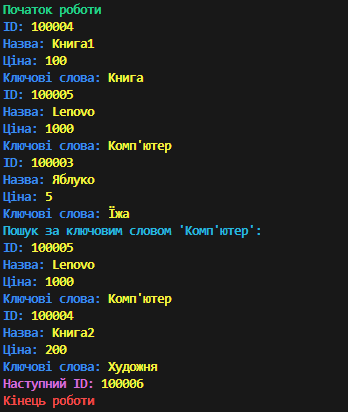 Початок роботи
ID: 100004
Назва: Книга1
Ціна: 100
Ключові слова: Книга
ID: 100005
Назва: Lenovo
Ціна: 1000
Ключові слова: Комп'ютер
ID: 100003
Назва: Яблуко
Ціна: 5
Ключові слова: Їжа
Пошук за ключовим словом 'Комп'ютер':
ID: 100005
Назва: Lenovo
Ціна: 1000
Ключові слова: Комп'ютер
ID: 100004
Назва: Книга2
Ціна: 200
Ключові слова: Художня
Наступний ID: 100006
Кінець роботи